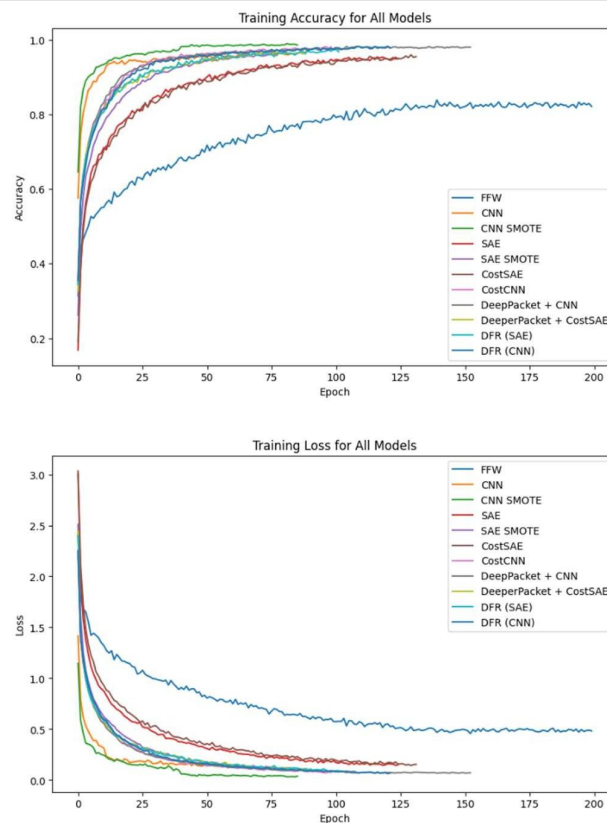 Training Accuracy for All Models
1.0
0.8
0.6
0.4
0.2
Accuracy
0
25
50
75
100
125
150
175
200
Epoch
FFW
CNN
CNN SMOTE
SAE
SAE SMOTE
CostSAE
CostCNN
DeepPacket + CNN
DeeperPacket + CostSAE
DFR (SAE)
DFR (CNN)
Training Loss for All Models
3.0
2.5
2.0
1.5
1.0
0.5
0.0
Loss
0
25
50
75
100
125
150
175
200
Epoch
FFW
CNN
CNN SMOTE
SAE
SAE SMOTE
CostSAE
CostCNN
DeepPacket + CNN
DeeperPacket + CostSAE
DFR (SAE)
DFR (CNN)